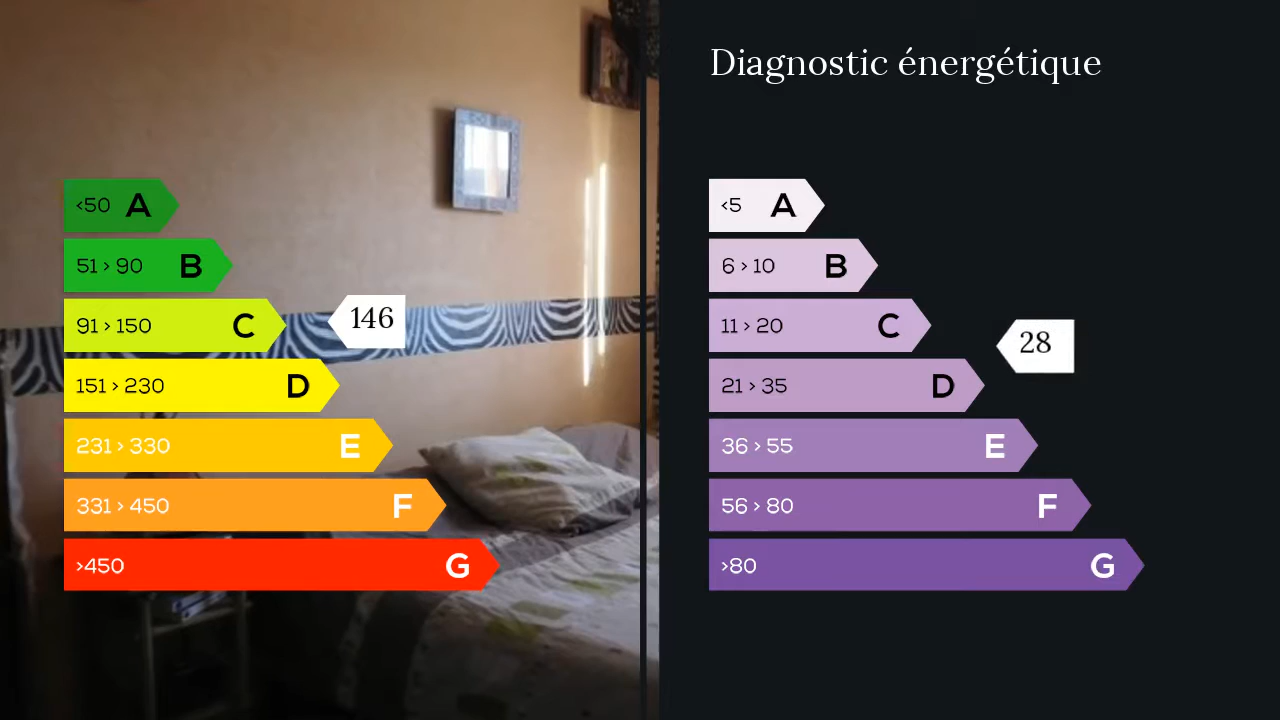 Diagnostic énergétique
<50 A
51 > 90 B
91 > 150 C
146
151 > 230 D
231 > 330 E
331 > 450 F
>450 G
<5 A
6 > 10 B
11 > 20 C
28
21 > 35 D
36 > 55 E
56 > 80 F
>80 G